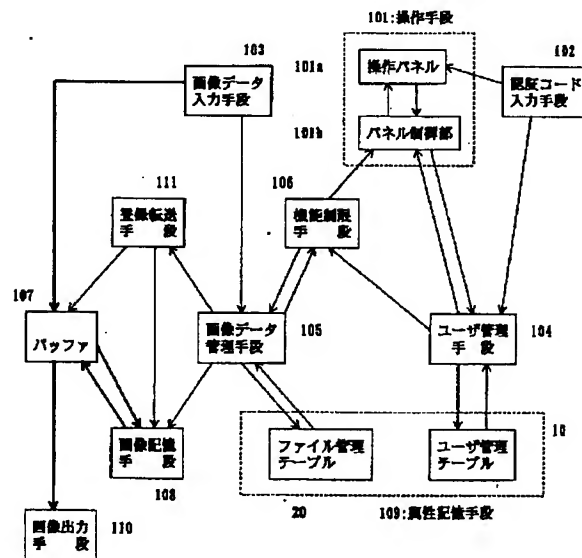 101:操作手段
103
102
101a
操作パネル
画像データ
入力手段
認証コード
入力手段
101b
パネル制御部
111
106
登録転送
手　段
機能制限
手段
107
バッファ
画像データ
管理手段
105
ユーザ管理
手　段
104
10
画像記憶
手　段
ファイル管理
テーブル
ユーザ管理
テーブル
108
20
109:属性記憶手段
画像出力
手　段
110